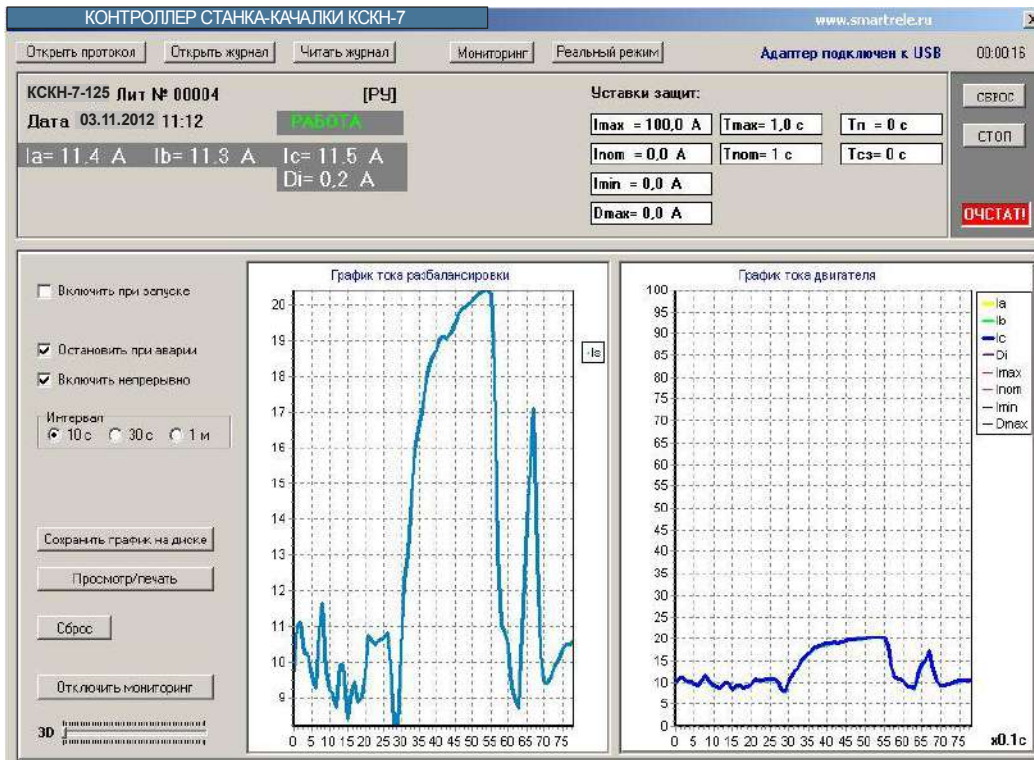 КОНТРОЛЛЕР СТАНКА-КАЧАЛКИ КСКН-7
www.smartrele.ru
Открыть протокол Открыть журнал Читать журнал Мониторинг Реальный режим Адаптер подключен к USB 00:00:16
КСКН-7-125 Лит № 00004 [РУ]
Дата 03.11.2012 11:12 РАБОТА
Ia= 11.4 A Ib= 11.3 A Ic= 11,5 A
Di= 0,2 A
Уставки защит:
Imax = 100,0 A Tmax= 1,0 c Tп = 0 c
Inom = 0,0 A Tnom= 1 c Tсз= 0 c
Imin = 0,0 A
Dmax= 0,0 A
СБРОС
СТОП
ОЧСТАТ!
Включить при запуске
Остановить при аварии
Включить непрерывно
Интервал
10 с 30 с 1 м
Сохранить график на диске
Просмотр/печать
Сброс
Отключить мониторинг
3D
График тока разбалансировки
20
19
18
17
16
15
14
13
12
11
10
9
0 5 10 15 20 25 30 35 40 45 50 55 60 65 70 75
Ic
График тока двигателя
100
95
90
85
80
75
70
65
60
55
50
45
40
35
30
25
20
15
10
5
0
0 5 10 15 20 25 30 35 40 45 50 55 60 65 70 75
x0.1c
Ia
Ib
Ic
Di
Imax
Inom
Imin
Dmax